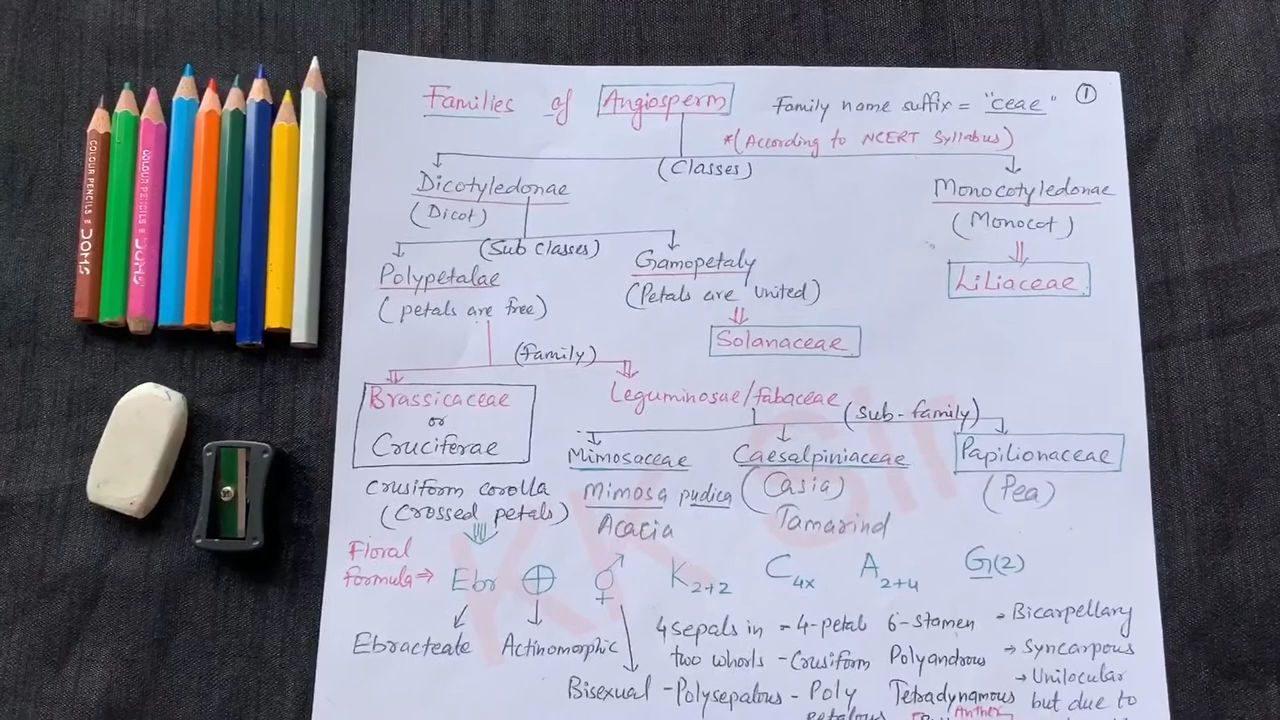 Families of Angiosperm Family name suffix = "ceae" ①
*(According to NCERT Syllabus)
(Classes)
Dicotyledonae Monocotyledonae
(Dicot) (Monocot)
(Sub Classes)
Polypetalae Gamopetaly Liliaceae
(petals are free) (Petals are United)
Solanaceae
(family)
Brassicaceae Leguminosae/fabaceae
or (sub-family)
Cruciferae Mimosaceae Caesalpiniaceae Papilionaceae
Crusiform corolla Mimosa pudica (Casia) (Pea)
(Crossed petals) Acacia Tamarind
Floral
formula⇒ Ebr ⊕ ⚥ K2+2 C4x A2+4 G(2)
Ebracteate Actinomorphic
4 sepals in = 4-petal 6-stamen → Bicarpellary
two whorls - Crusiform Polyandrous → Syncarpous
→ Unilocular
Bisexual - Polysepalous - Poly Tetradynamous but due to
petalous Anther
COLOUR PENCILS DOMS
COLOUR PENCILS DOMS
KK Sir